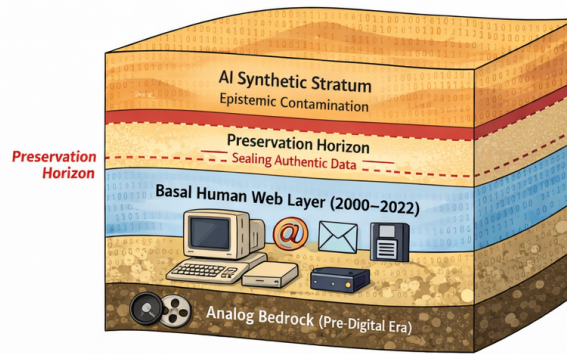 AI Synthetic Stratum
Epistemic Contamination
Preservation Horizon
Sealing Authentic Data
Preservation
Horizon
Basal Human Web Layer (2000–2022)
@
Analog Bedrock (Pre-Digital Era)